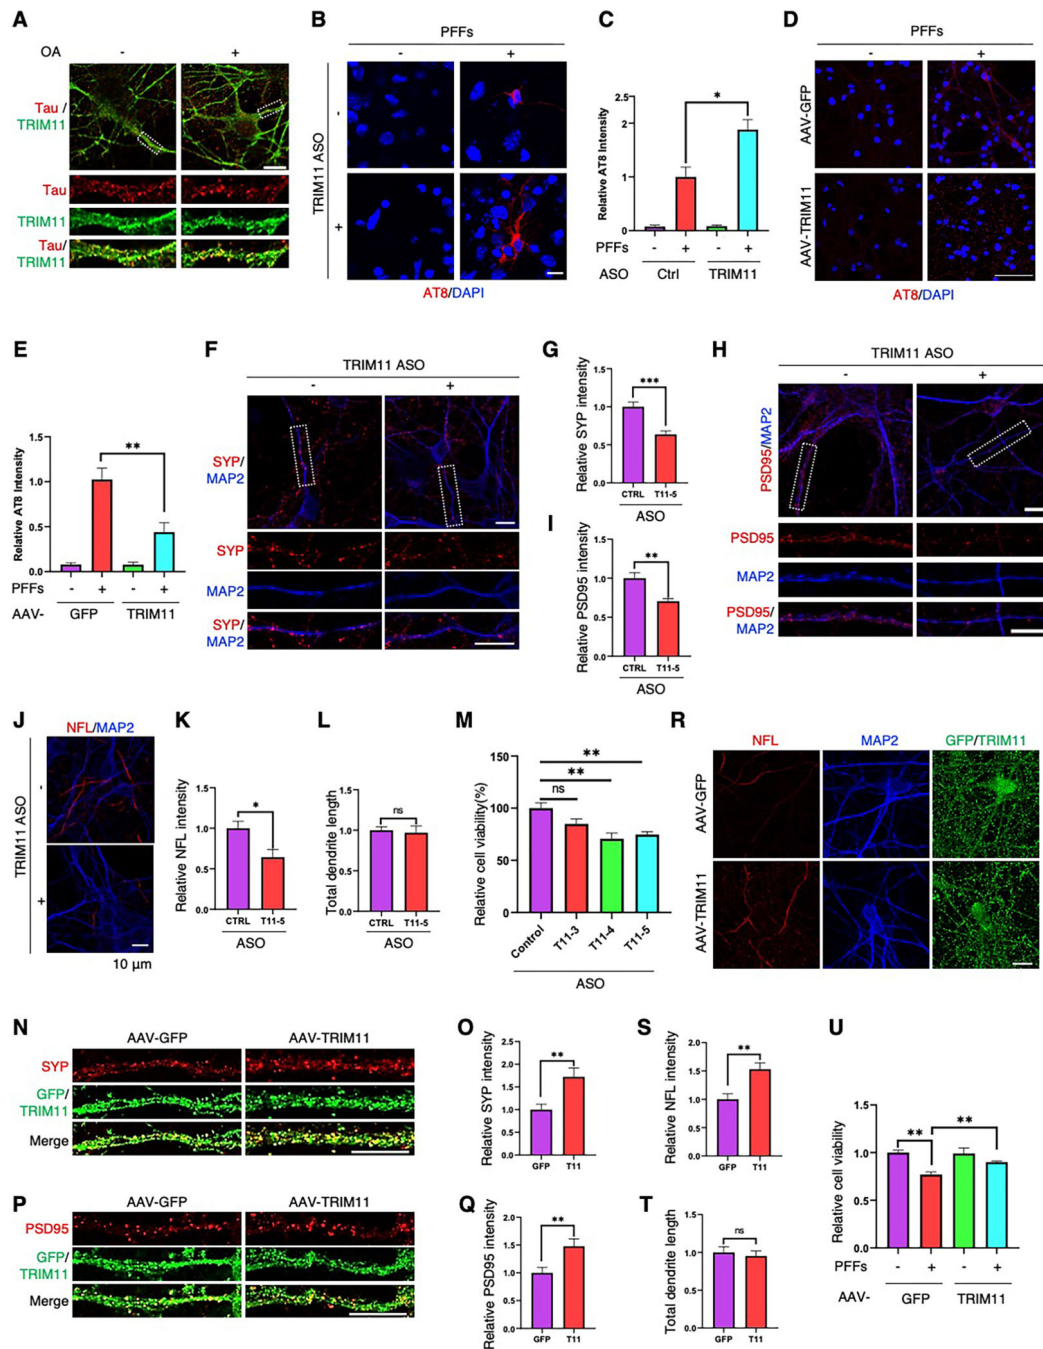 A
OA
-
+
Tau /
TRIM11
Tau
TRIM11
Tau/
TRIM11
B
PFFs
-
+
TRIM11 ASO
-
+
AT8/DAPI
C
Relative AT8 Intensity
2
1
0
*
PFFs
-
+
-
+
ASO
Ctrl
TRIM11
D
PFFs
-
+
AAV-GFP
AAV-TRIM11
AT8/DAPI
E
Relative AT8 Intensity
1.5
1.0
0.5
0.0
**
PFFs
-
+
-
+
AAV-
GFP
TRIM11
F
TRIM11 ASO
-
+
SYP/
MAP2
SYP
MAP2
SYP/
MAP2
G
Relative SYP intensity
1.5
1.0
0.5
0.0
***
CTRL
T11-5
ASO
H
TRIM11 ASO
-
+
PSD95/MAP2
PSD95
MAP2
PSD95/
MAP2
I
Relative PSD95 intensity
1.5
1.0
0.5
0.0
**
CTRL
T11-5
ASO
J
NFL/MAP2
TRIM11 ASO
-
+
10 μm
K
Relative NFL intensity
1.5
1.0
0.5
0.0
*
CTRL
T11-5
ASO
L
Total dendrite length
1.5
1.0
0.5
0.0
ns
CTRL
T11-5
ASO
M
Relative cell viability(%)
150
100
50
0
**
**
ns
Control
T11-3
T11-4
T11-5
ASO
R
NFL
MAP2
GFP/TRIM11
AAV-GFP
AAV-TRIM11
N
AAV-GFP
AAV-TRIM11
SYP
GFP/
TRIM11
Merge
O
Relative SYP intensity
2.0
1.5
1.0
0.5
0.0
**
GFP
T11
S
Relative NFL intensity
2.0
1.5
1.0
0.5
0.0
**
GFP
T11
U
Relative cell viability
1.5
1.0
0.5
0.0
**
**
PFFs
-
+
-
+
AAV-
GFP
TRIM11
P
AAV-GFP
AAV-TRIM11
PSD95
GFP/
TRIM11
Merge
Q
Relative PSD95 intensity
2.0
1.5
1.0
0.5
0.0
**
GFP
T11
T
Total dendrite length
1.5
1.0
0.5
0.0
ns
GFP
T11